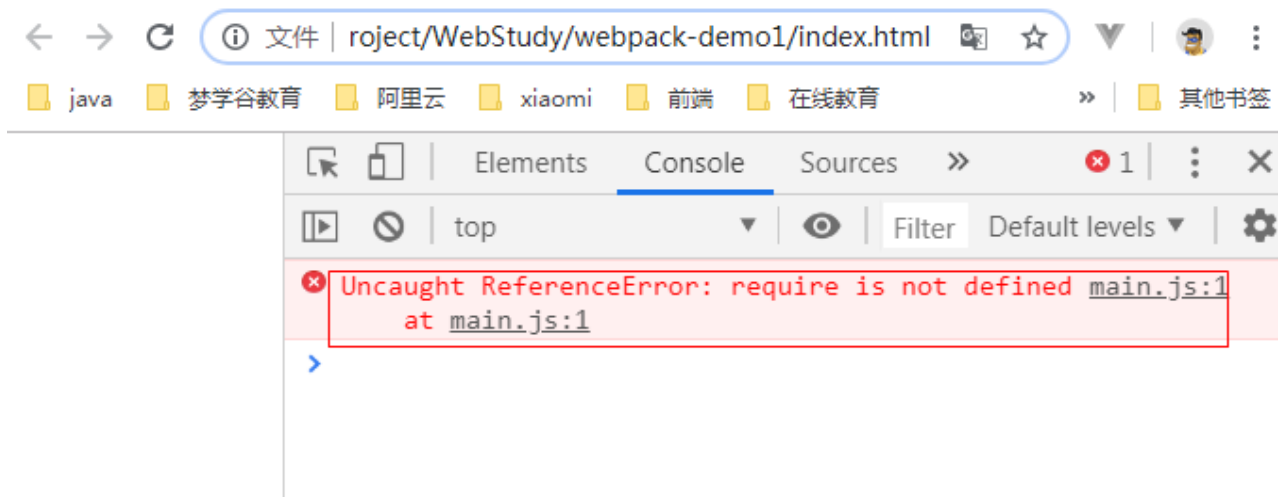 文件 roject/WebStudy/webpack-demo1/index.html
java 梦学谷教育 阿里云 xiaomi 前端 在线教育 » 其他书签
Elements Console Sources » 1
top Filter Default levels
Uncaught ReferenceError: require is not defined main.js:1
at main.js:1